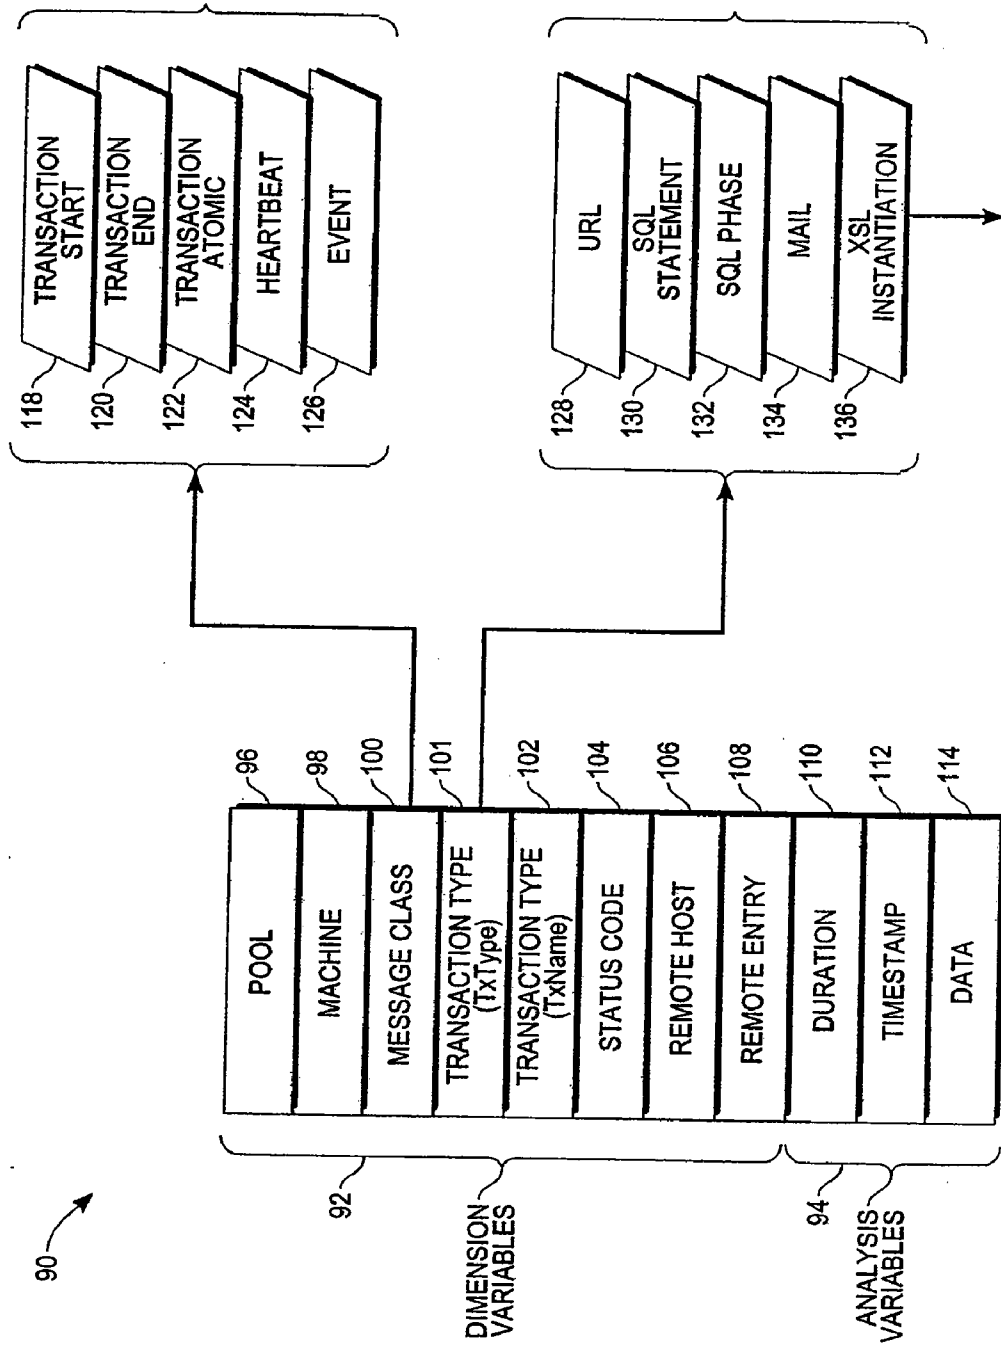 90
92
DIMENSION
VARIABLES
94
ANALYSIS
VARIABLES
POOL
96
MACHINE
98
MESSAGE CLASS
100
TRANSACTION TYPE
(TxType)
101
TRANSACTION TYPE
(TxName)
102
STATUS CODE
104
REMOTE HOST
106
REMOTE ENTRY
108
DURATION
110
TIMESTAMP
112
DATA
114
118
TRANSACTION
START
120
TRANSACTION
END
122
TRANSACTION
ATOMIC
124
HEARTBEAT
126
EVENT
128
URL
130
SQL
STATEMENT
132
SQL PHASE
134
MAIL
136
XSL
INSTANTIATION